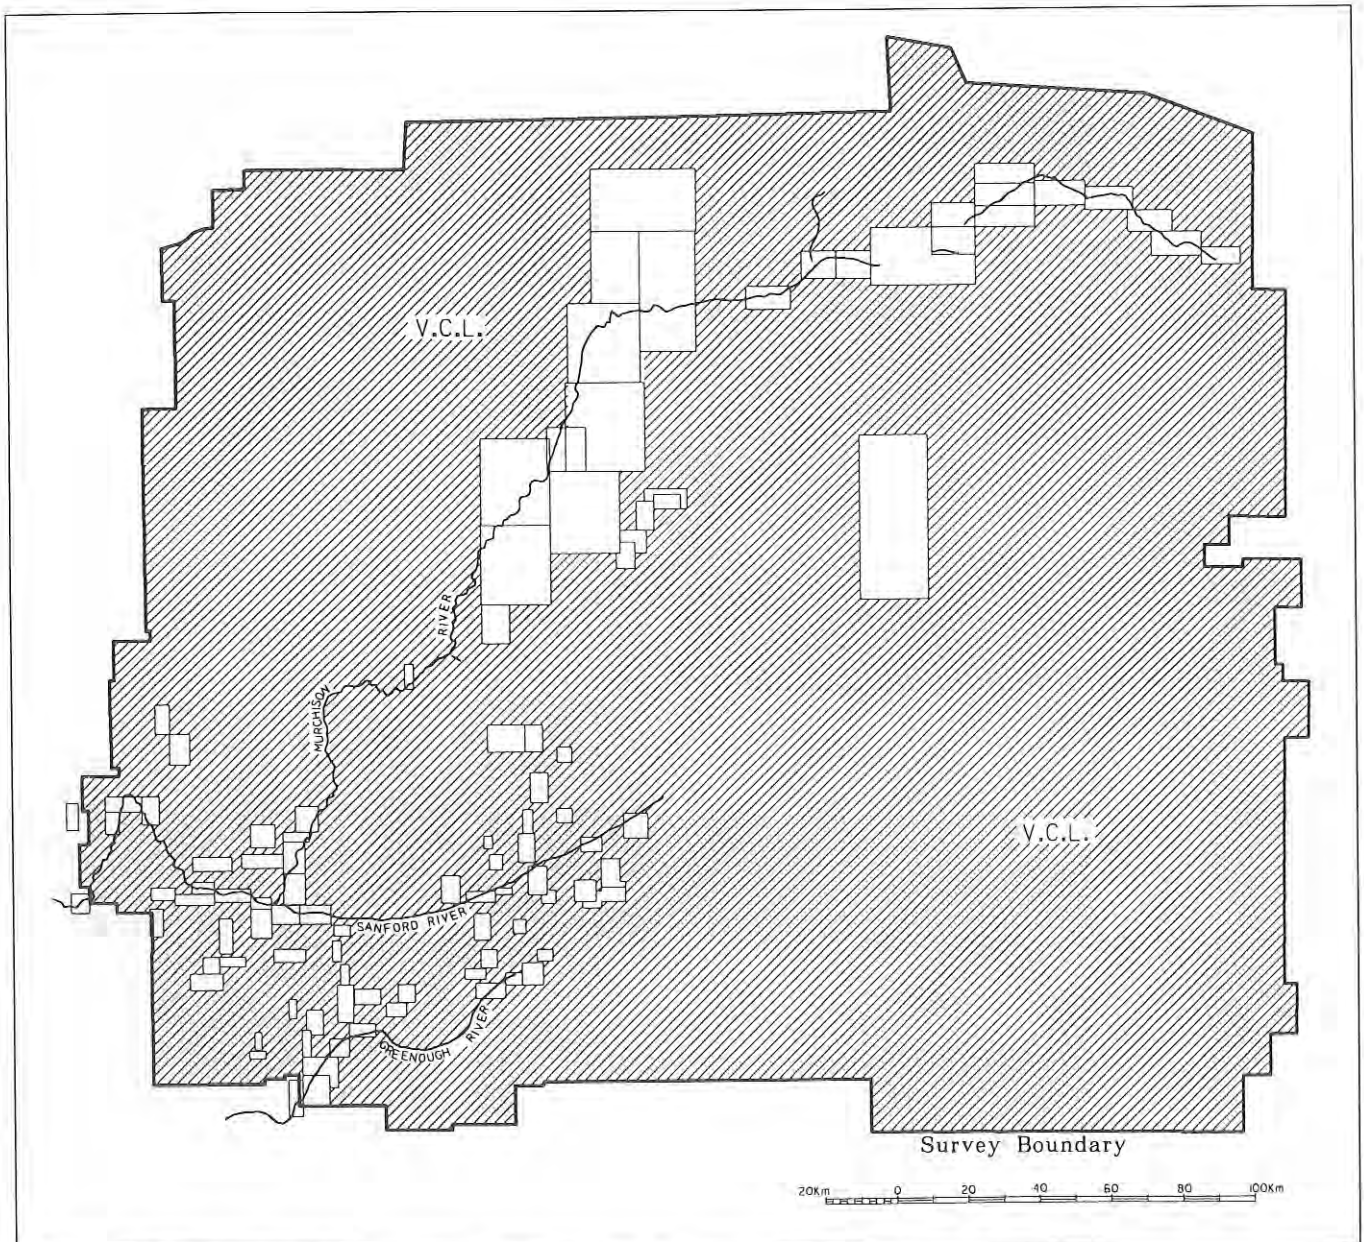 V.C.L.
RIVER
MURCHISON
V.C.L.
SANFORD RIVER
GREENOUGH RIVER
Survey Boundary
20Km 0 20 40 60 80 100Km